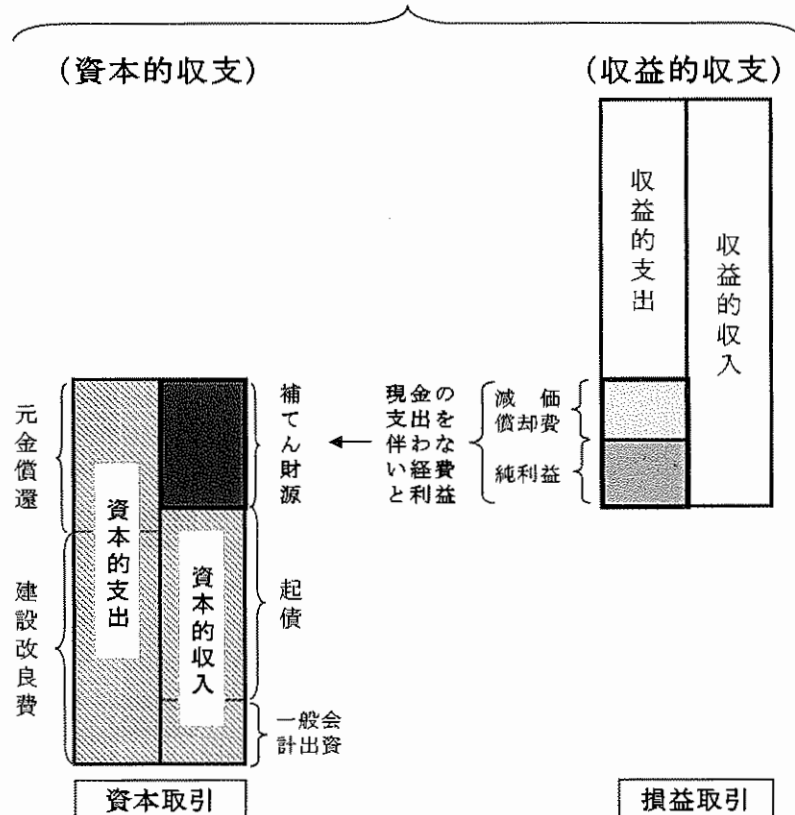 (資本的収支)
(収益的収支)
収益的支出
収益的収入
元金償還
建設改良費
資本的支出
資本的収入
補てん財源
起債
一般会
計出資
現金の
支出を
伴わな
い経費
と利益
減価
償却費
純利益
資本取引
損益取引